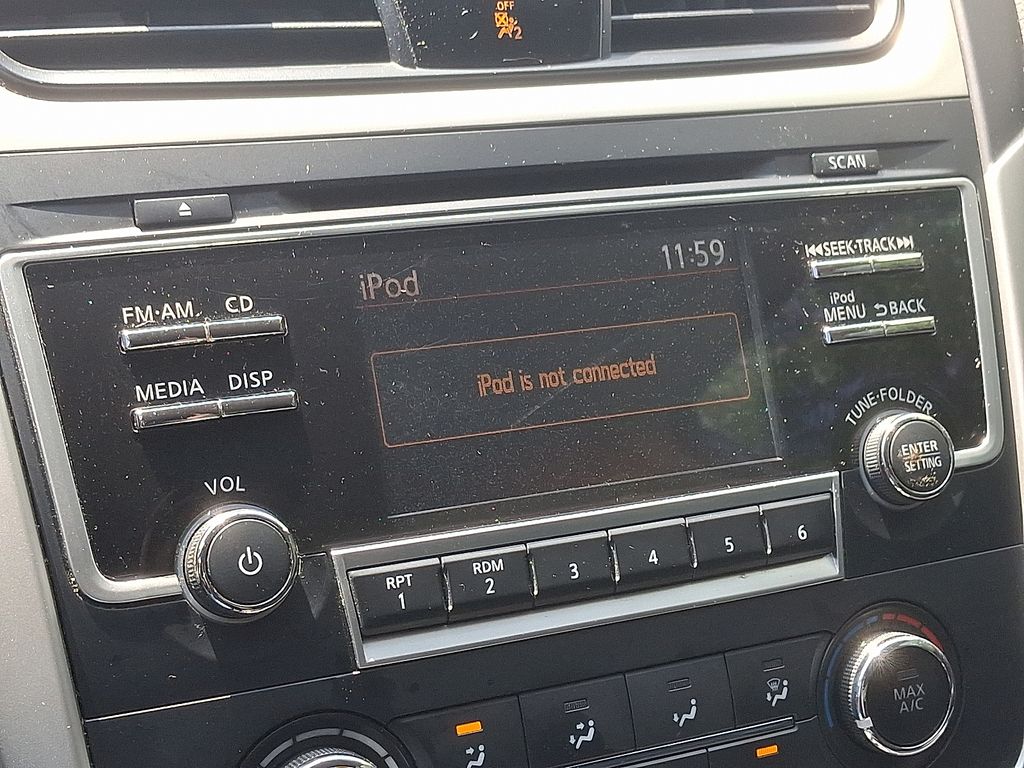 OFF
2
SCAN
SEEK·TRACK
iPod
11:59
FM·AM CD
iPod
MENU BACK
iPod is not connected
MEDIA DISP
TUNE·FOLDER
ENTER
SETTING
VOL
RPT
1
RDM
2
3
4
5
6
MAX
A/C